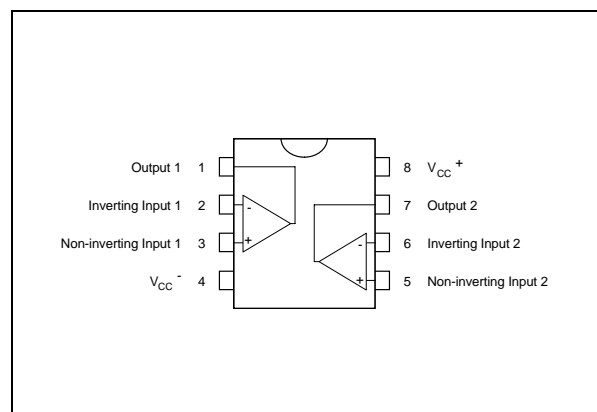 Output 1 1
Inverting Input 1 2
Non-inverting Input 1 3
VCC - 4
8 VCC +
7 Output 2
6 Inverting Input 2
5 Non-inverting Input 2
-
+
-
+